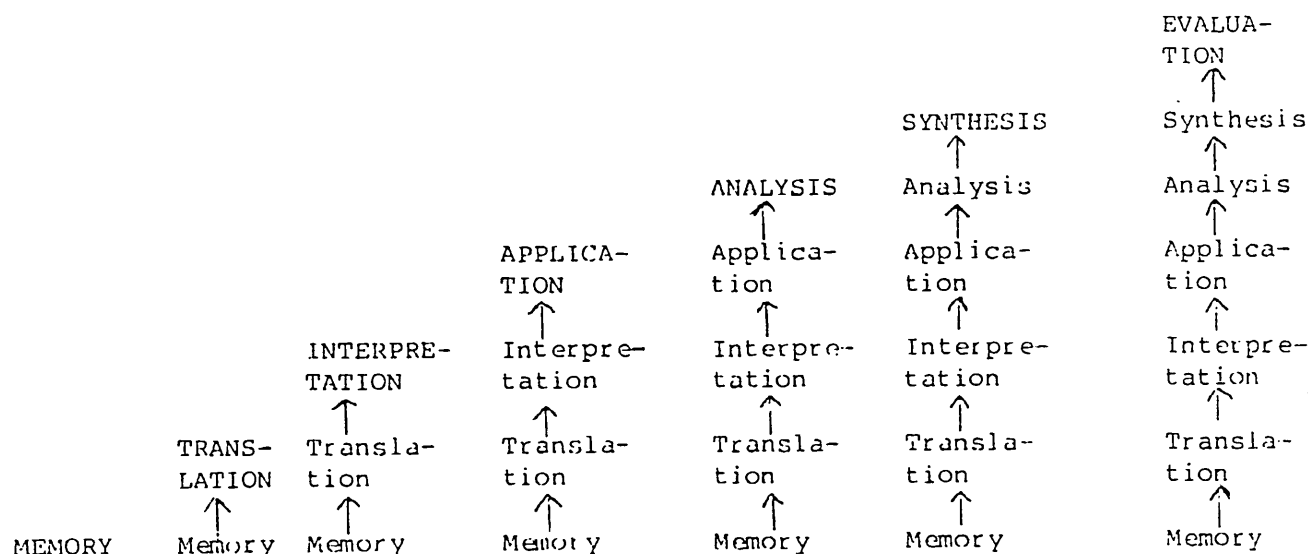 EVALUA-
TION
SYNTHESIS Synthesis
ANALYSIS Analysis Analysis
APPLICA- Applica- Applica- Applica-
TION tion tion tion
INTERPRE- Interpre- Interpre- Interpre- Interpre-
TATION tation tation tation tation
TRANS- Transla- Transla- Transla- Transla- Transla-
LATION tion tion tion tion tion
MEMORY Memory Memory Memory Memory Memory Memory